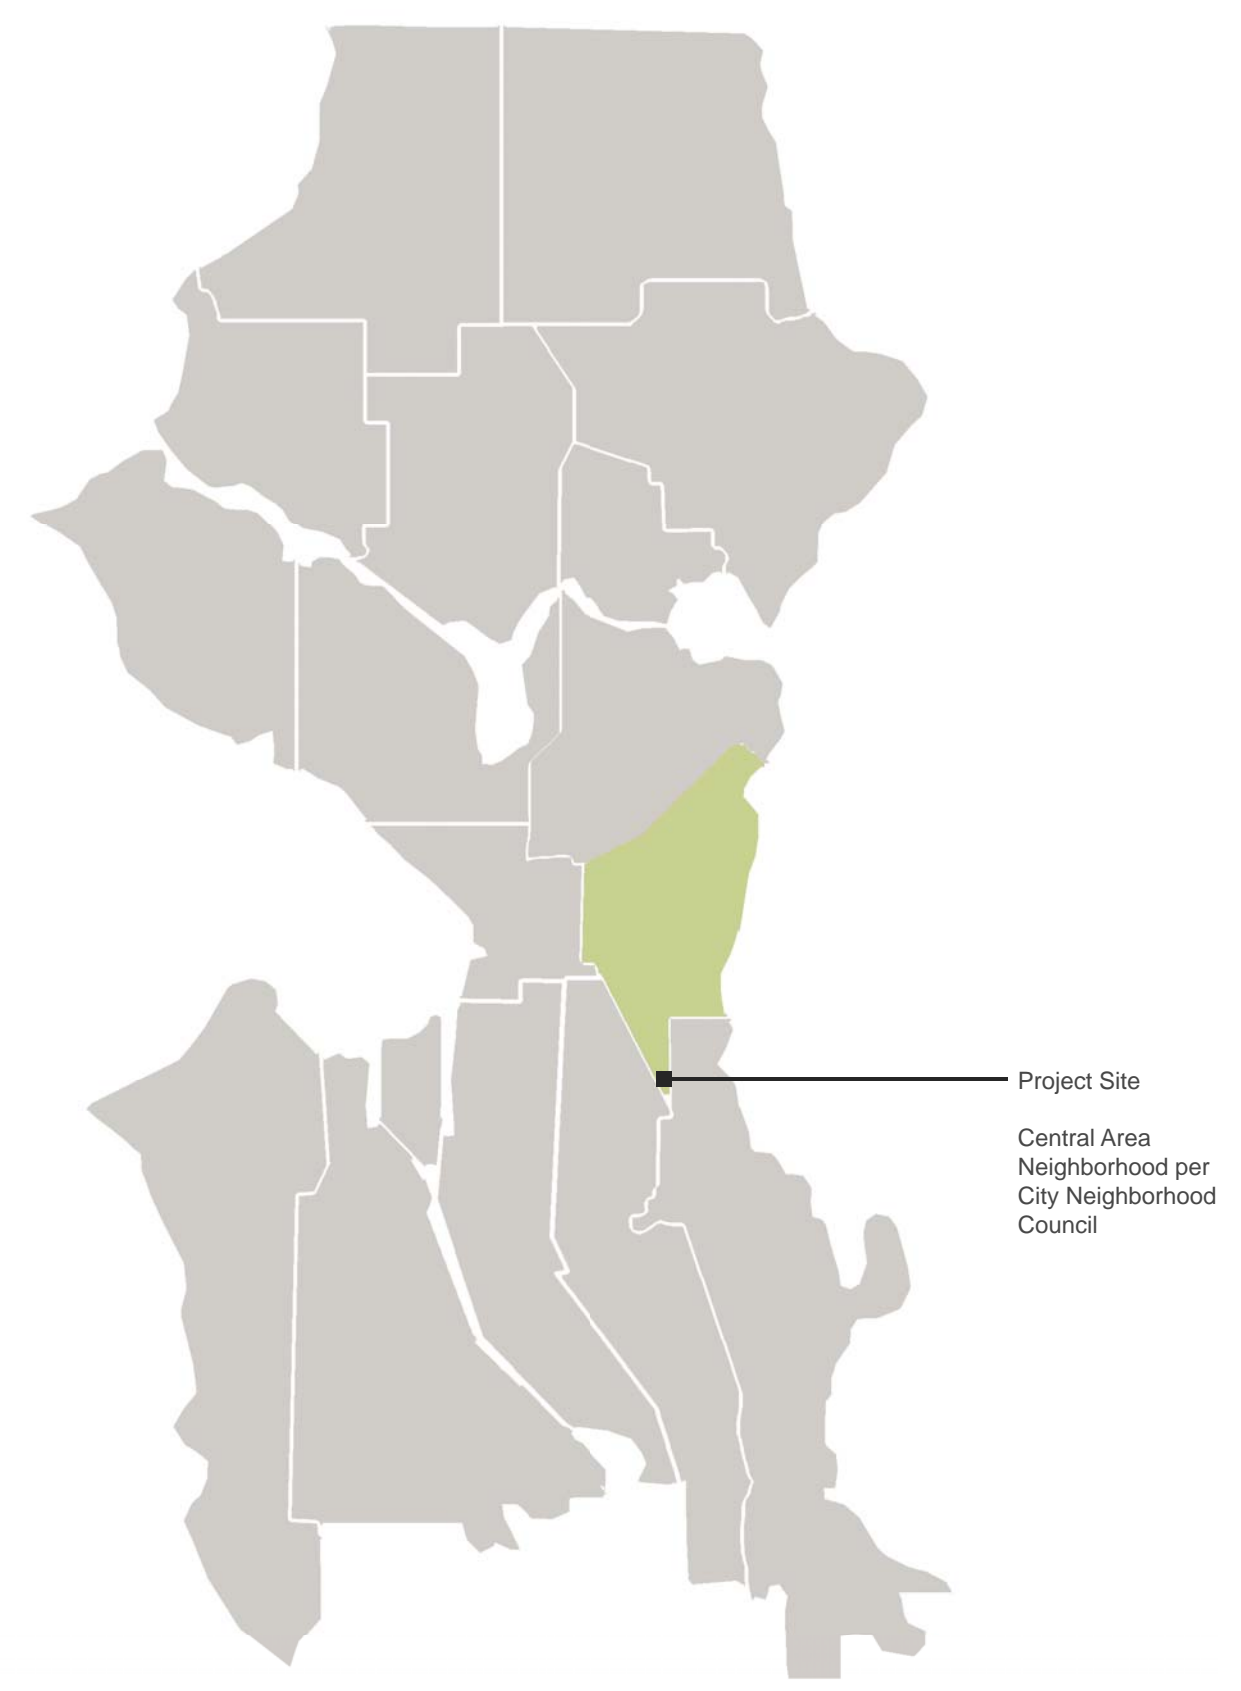 Project Site
Central Area
Neighborhood per
City Neighborhood
Council